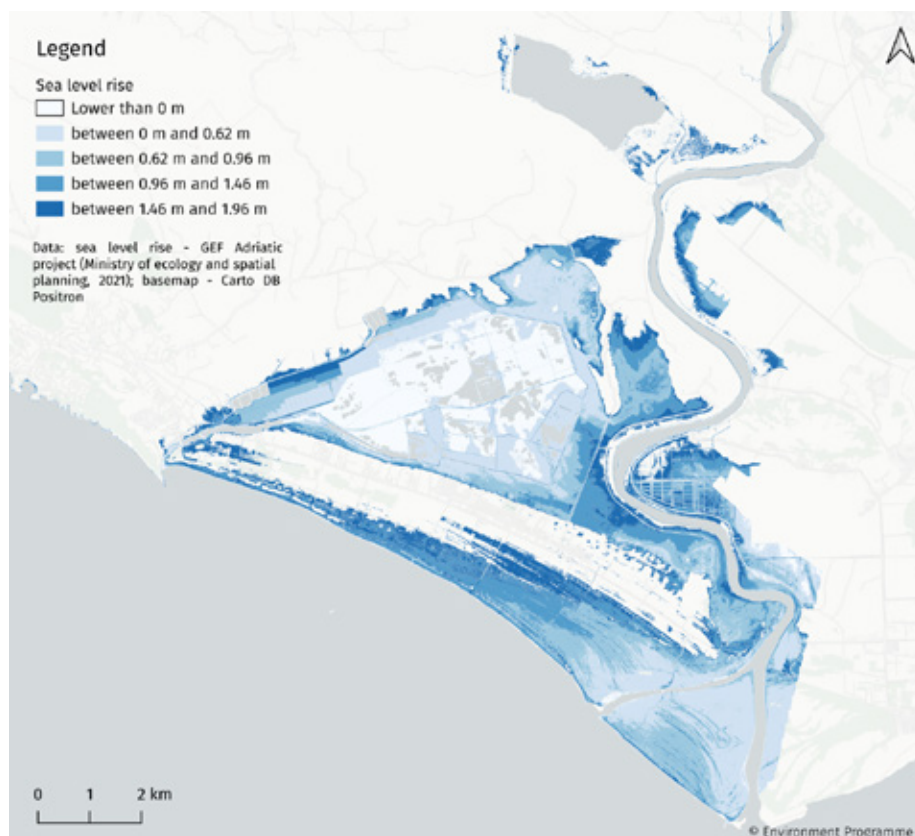 Legend
Sea level rise
Lower than 0 m
between 0 m and 0.62 m
between 0.62 m and 0.96 m
between 0.96 m and 1.46 m
between 1.46 m and 1.96 m
Data: sea level rise - GEF Adriatic
project (Ministry of ecology and spatial
planning, 2021); basemap - Carto DB
Positron
0 1 2 km
© Environment Programme